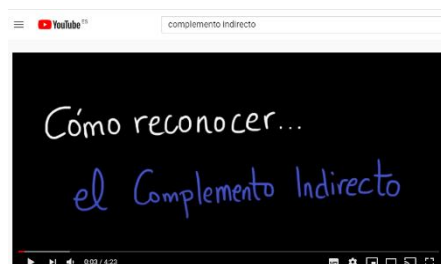 YouTube ES
complemento indirecto
Cómo reconocer...
el Complemento Indirecto
0:03 / 4:23